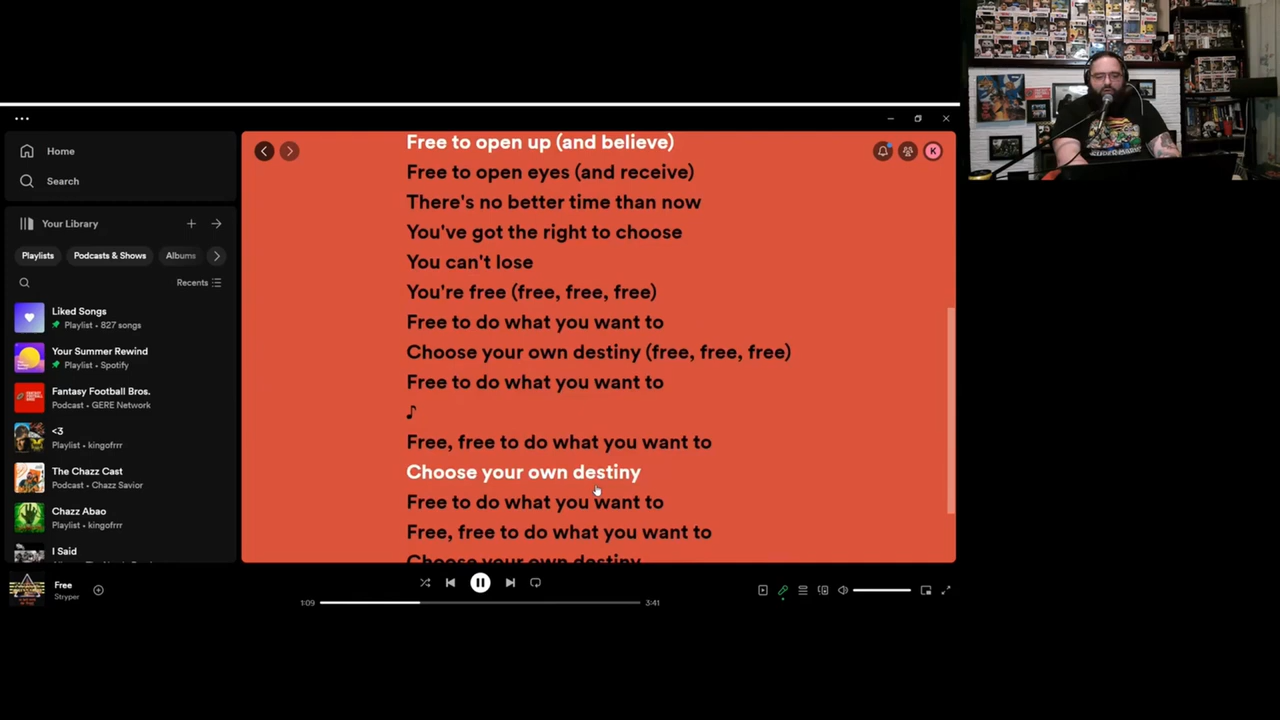 Free to open up (and believe)
Free to open eyes (and receive)
There's no better time than now
You've got the right to choose
You can't lose
You're free (free, free, free)
Free to do what you want to
Choose your own destiny (free, free, free)
Free to do what you want to
♪
Free, free to do what you want to
Choose your own destiny
Free to do what you want to
Free, free to do what you want to
Choose your own destiny
Home
Search
Your Library
Playlists
Podcasts & Shows
Albums
Recents
Liked Songs
Playlist • 827 songs
Your Summer Rewind
Playlist • Spotify
Fantasy Football Bros.
Podcast • GERE Network
<3
Playlist • kingofrrr
The Chazz Cast
Podcast • Chazz Savior
Chazz Abao
Playlist • kingofrrr
I Said
K
Free
Stryper
1:09
3:41